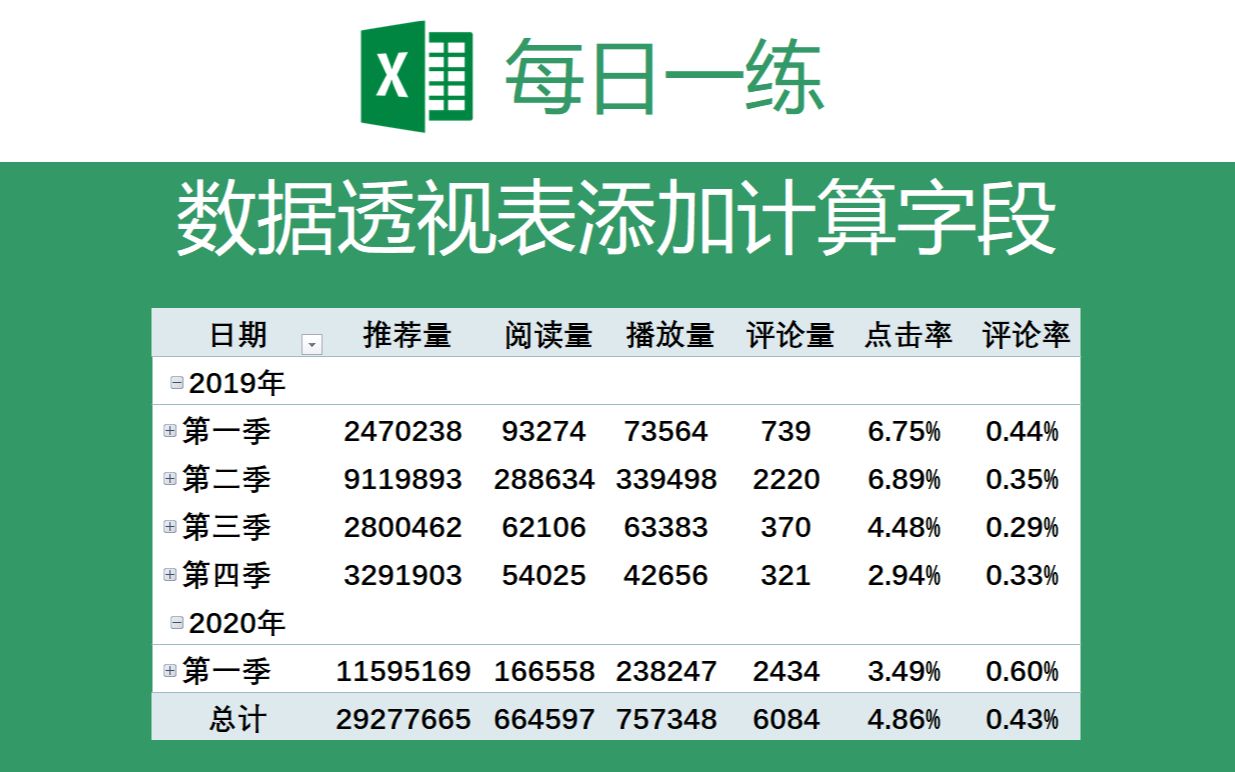 X 每日一练
数据透视表添加计算字段
日期 推荐量 阅读量 播放量 评论量 点击率 评论率
2019年
第一季 2470238 93274 73564 739 6.75% 0.44%
第二季 9119893 288634 339498 2220 6.89% 0.35%
第三季 2800462 62106 63383 370 4.48% 0.29%
第四季 3291903 54025 42656 321 2.94% 0.33%
2020年
第一季 11595169 166558 238247 2434 3.49% 0.60%
总计 29277665 664597 757348 6084 4.86% 0.43%